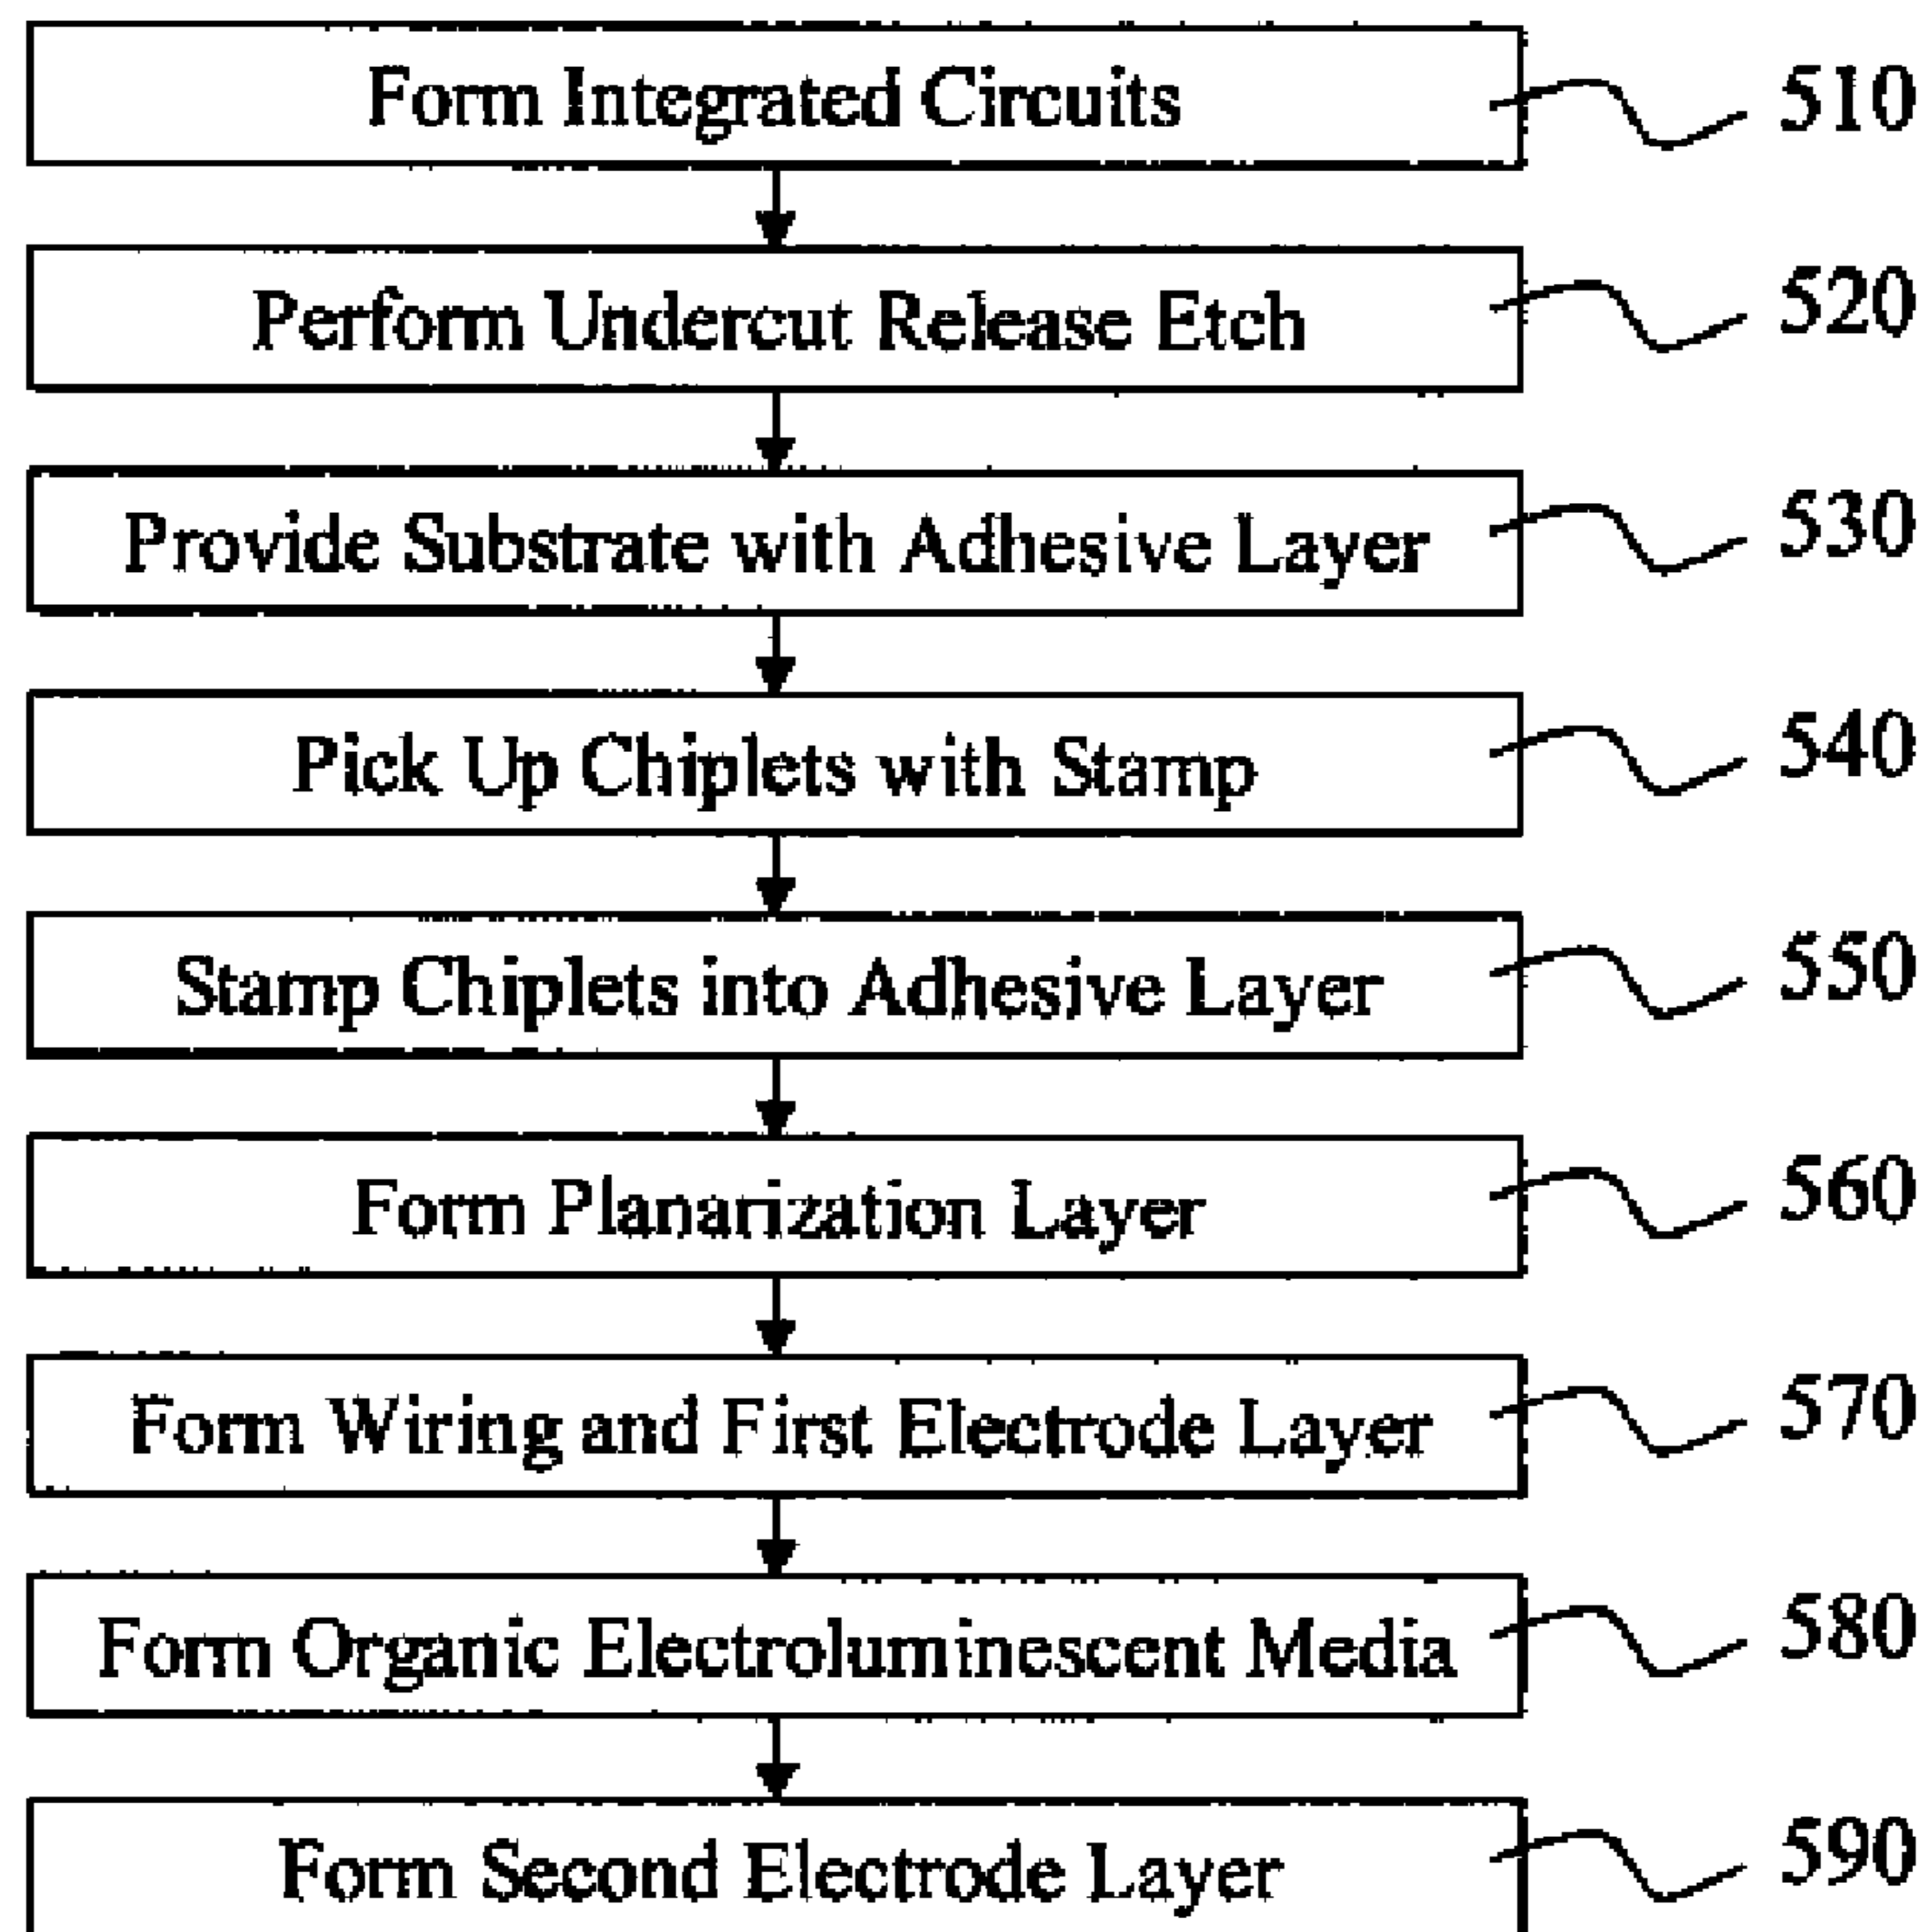 Form Integrated Circuits 510
Perform Undercut Release Etch 520
Provide Substrate with Adhesive Layer 530
Pick Up Chiplets with Stamp 540
Stamp Chiplets into Adhesive Layer 550
Form Planarization Layer 560
Form Wiring and First Electrode Layer 570
Form Organic Electroluminescent Media 580
Form Second Electrode Layer 590